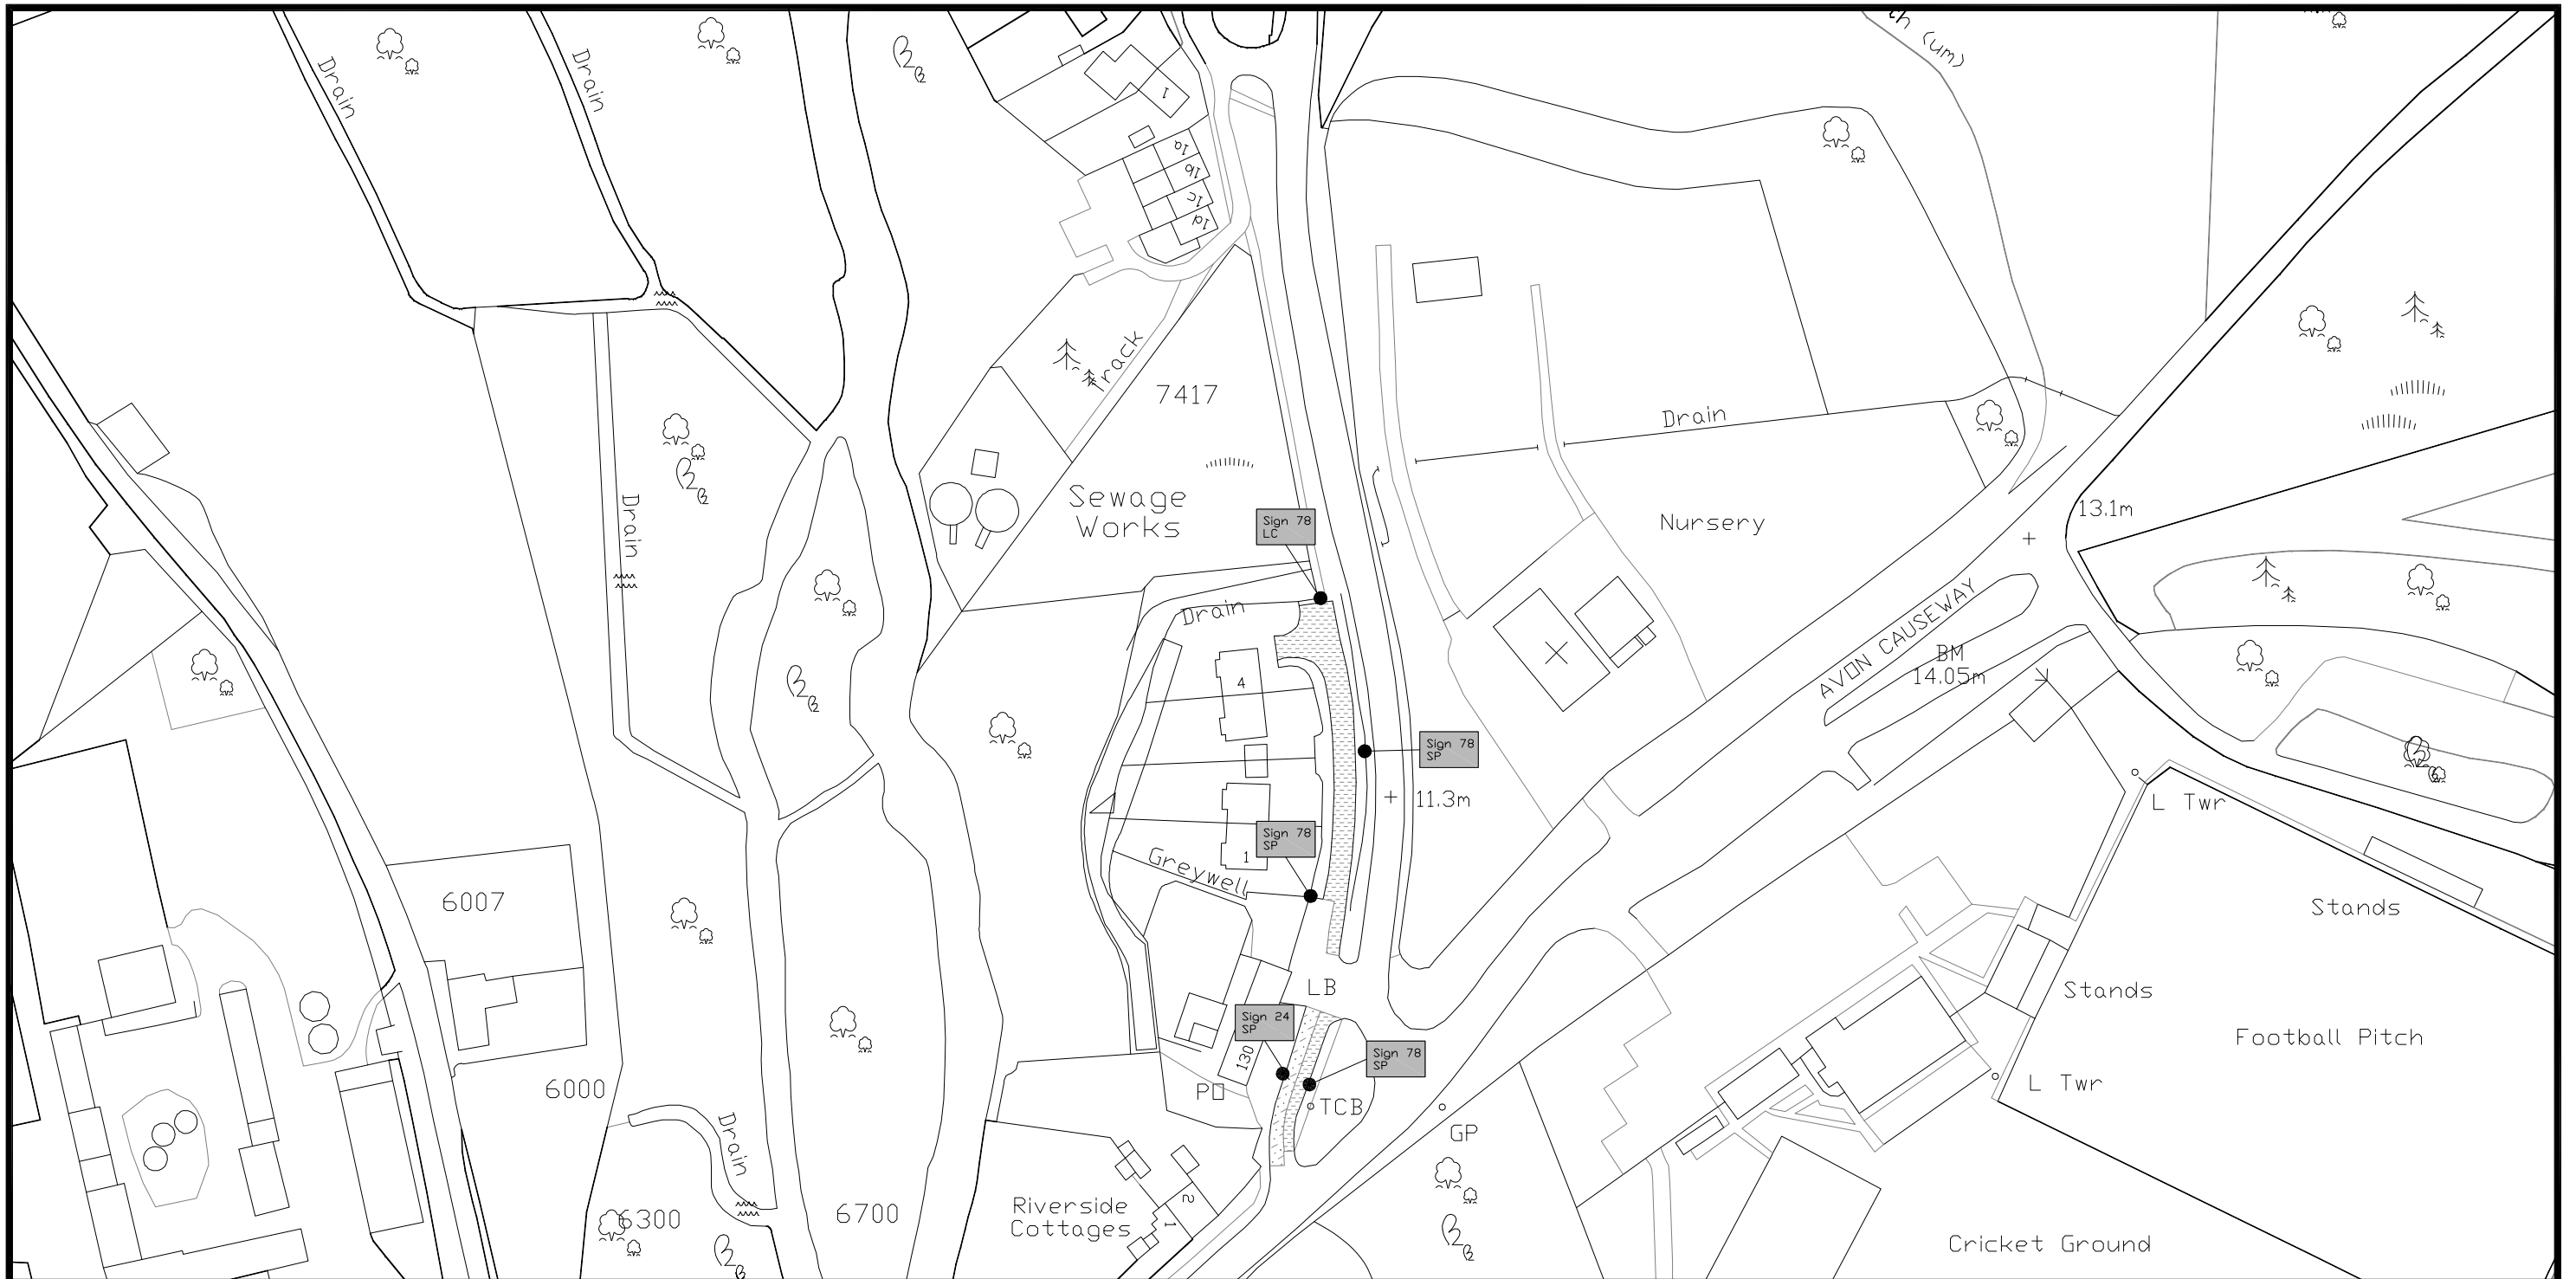 Drain
Drain
(um)
1
1a
1b
1c
1d
Track
7417
Drain
Sewage
Works
Sign 78
LC
Nursery
13.1m
Drain
Drain
AVON CAUSEWAY
BM
14.05m
4
Sign 78
SP
11.3m
L Twr
Sign 78
SP
1
Greywell
6007
Stands
LB
Stands
Sign 24
SP
Football Pitch
Sign 78
SP
130
PO
TCB
6000
L Twr
GP
Drain
6300
6700
Riverside
Cottages
2
1
Cricket Ground